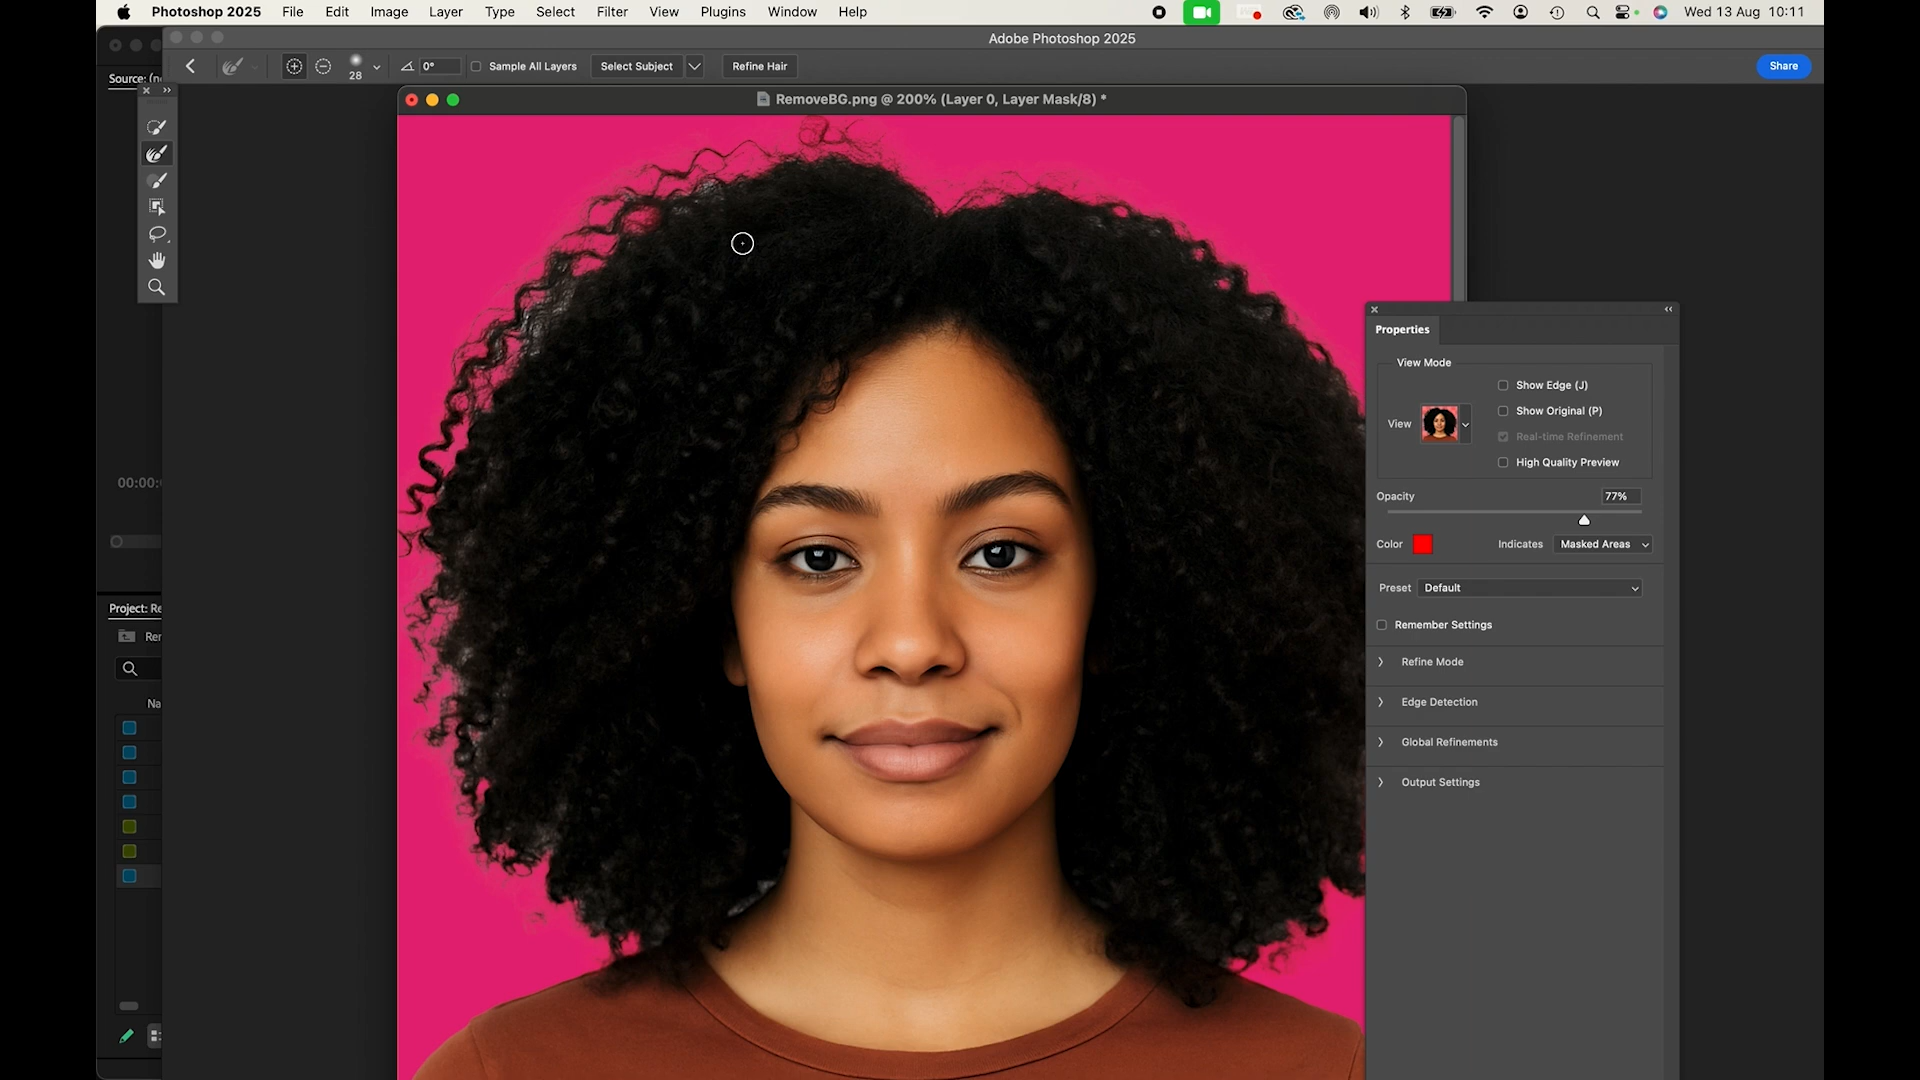 Photoshop 2025 File Edit Image Layer Type Select Filter View Plugins Window Help Wed 13 Aug 10:11
Adobe Photoshop 2025
28 0° Sample All Layers Select Subject Refine Hair Share
Source: (n
RemoveBG.png @ 200% (Layer 0, Layer Mask/8) *
Properties
View Mode
Show Edge (J)
Show Original (P)
View
Real-time Refinement
High Quality Preview
00:00:
Opacity 77%
Color Indicates Masked Areas
Preset Default
Project: Re
Remember Settings
Rer
Refine Mode
Edge Detection
Na
Global Refinements
Output Settings